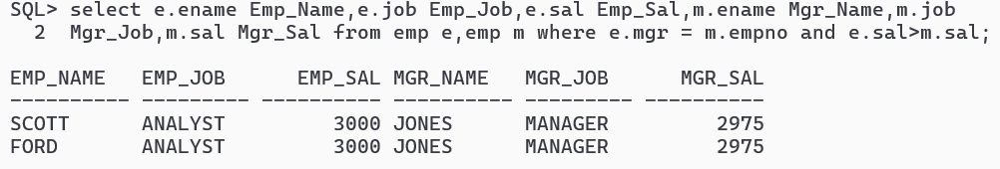 SQL> select e.ename Emp_Name,e.job Emp_Job,e.sal Emp_Sal,m.ename Mgr_Name,m.job
  2  Mgr_Job,m.sal Mgr_Sal from emp e,emp m where e.mgr = m.empno and e.sal>m.sal;

EMP_NAME   EMP_JOB      EMP_SAL MGR_NAME   MGR_JOB      MGR_SAL
---------- --------- ---------- ---------- --------- ----------
SCOTT      ANALYST         3000 JONES      MANAGER         2975
FORD       ANALYST         3000 JONES      MANAGER         2975